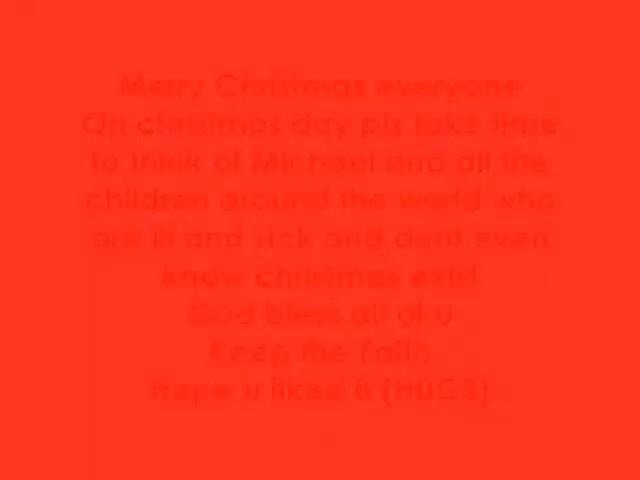 Merry Christmas everyone
On christmas day pls take time
to think of Michael and all the
children around the world who
are ill and sick and dont even
know christmas exist
God bless all of u
Keep the Faith
Hope u liked it (HUGS)